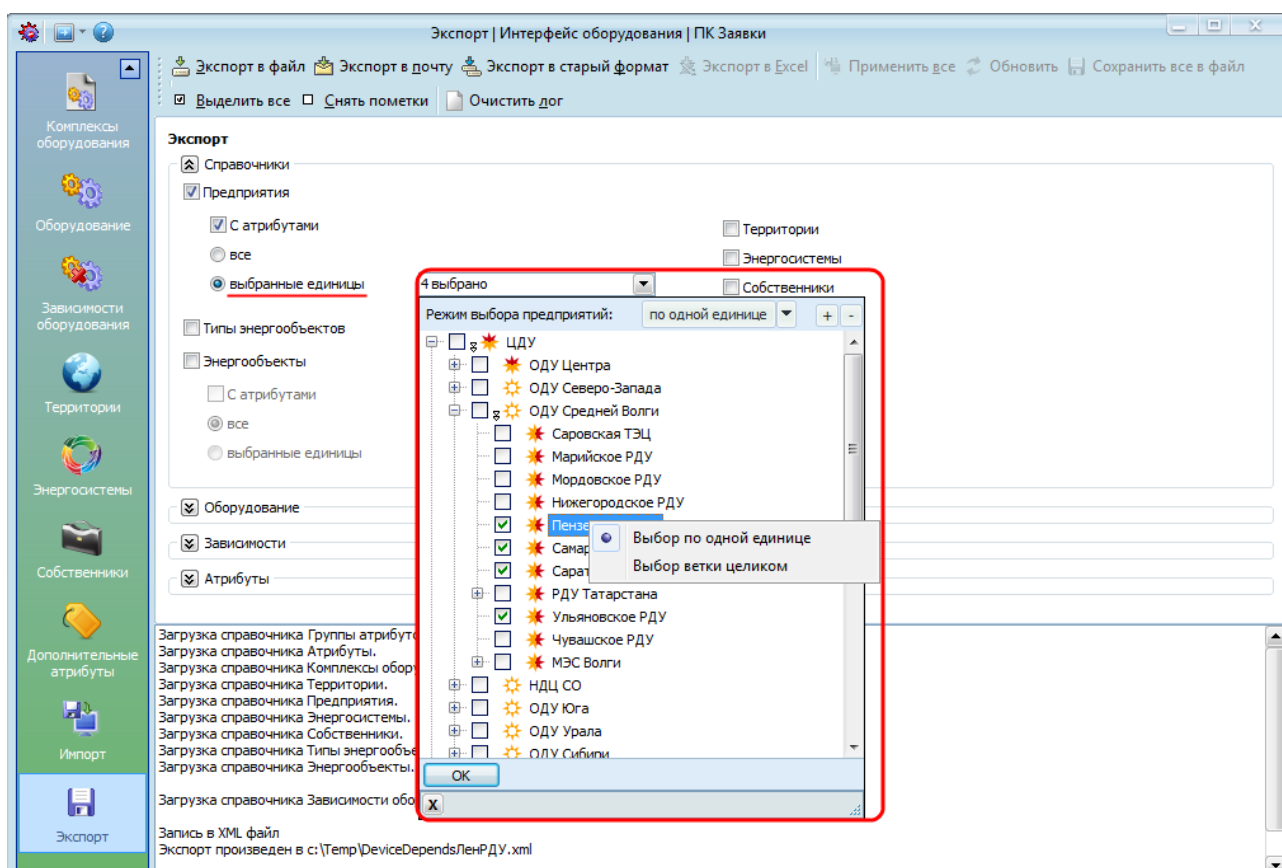 Экспорт | Интерфейс оборудования | ПК Заявки
Экспорт в файл Экспорт в почту Экспорт в старый формат Экспорт в Excel Применить все Обновить Сохранить все в файл
Выделить все Снять пометки Очистить лог
Комплексы оборудования
Оборудование
Зависимости оборудования
Территории
Энергосистемы
Собственники
Дополнительные атрибуты
Импорт
Экспорт
Экспорт
Справочники
Предприятия
С атрибутами
Территории
все
Энергосистемы
выбранные единицы
4 выбрано
Собственники
Типы энергообъектов
Энергообъекты
С атрибутами
все
выбранные единицы
Оборудование
Зависимости
Атрибуты
Режим выбора предприятий: по одной единице + -
ЦДУ
ОДУ Центра
ОДУ Северо-Запада
ОДУ Средней Волги
Саровская ТЭЦ
Марийское РДУ
Мордовское РДУ
Нижегородское РДУ
Пензе
Самар
Сарат
РДУ Татарстана
Ульяновское РДУ
Чувашское РДУ
МЭС Волги
НДЦ СО
ОДУ Юга
ОДУ Урала
ОДУ Сибири
OK
X
Выбор по одной единице
Выбор ветки целиком
Загрузка справочника Группы атрибуто
Загрузка справочника Атрибуты.
Загрузка справочника Комплексы обору
Загрузка справочника Территории.
Загрузка справочника Предприятия.
Загрузка справочника Энергосистемы.
Загрузка справочника Собственники.
Загрузка справочника Типы энергообъе
Загрузка справочника Энергообъекты.
Загрузка справочника Зависимости обо
Запись в XML файл
Экспорт произведен в c:\Temp\DeviceDependsЛенРДУ.xml